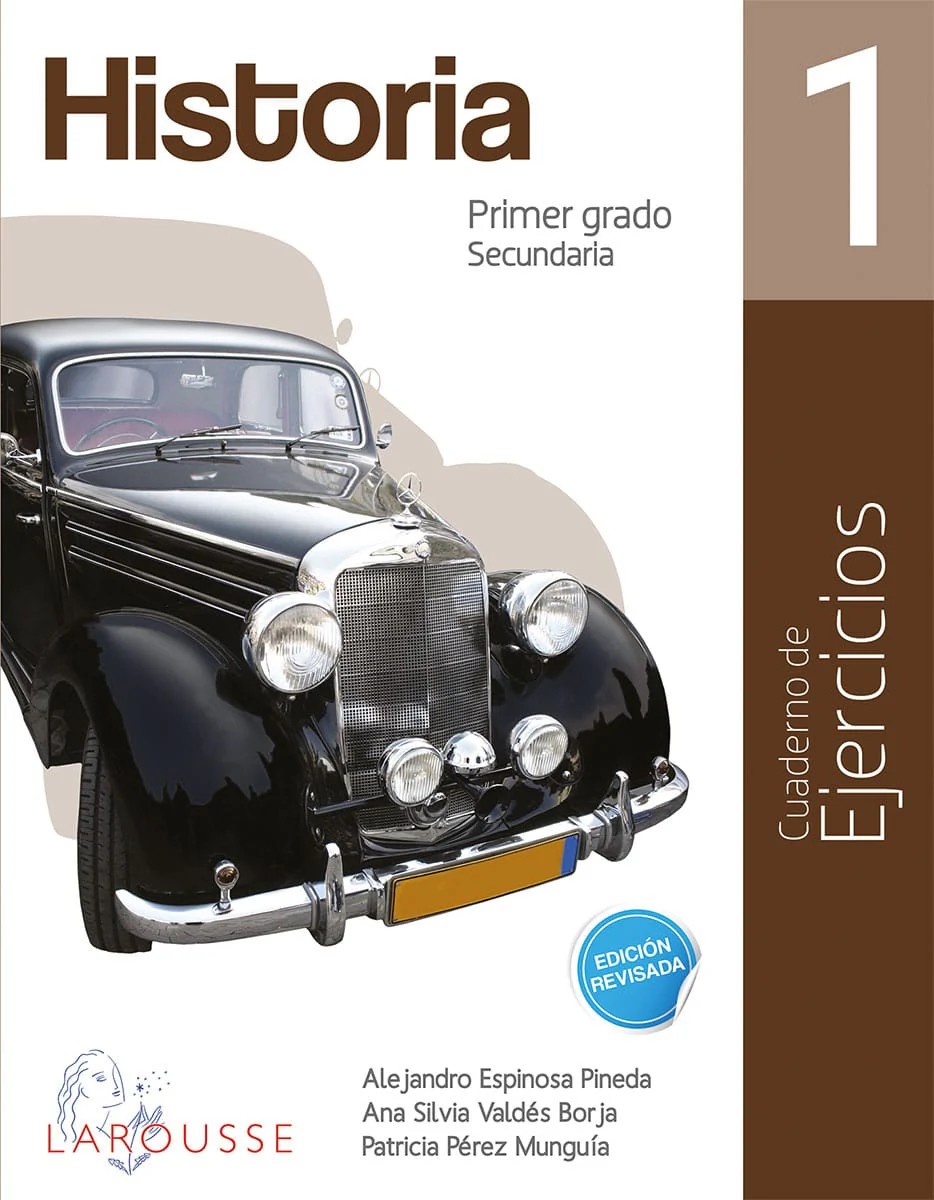 Historia
1
Primer grado
Secundaria
Cuaderno de
Ejercicios
EDICIÓN
REVISADA
Alejandro Espinosa Pineda
Ana Silvia Valdés Borja
Patricia Pérez Munguía
LAROUSSE